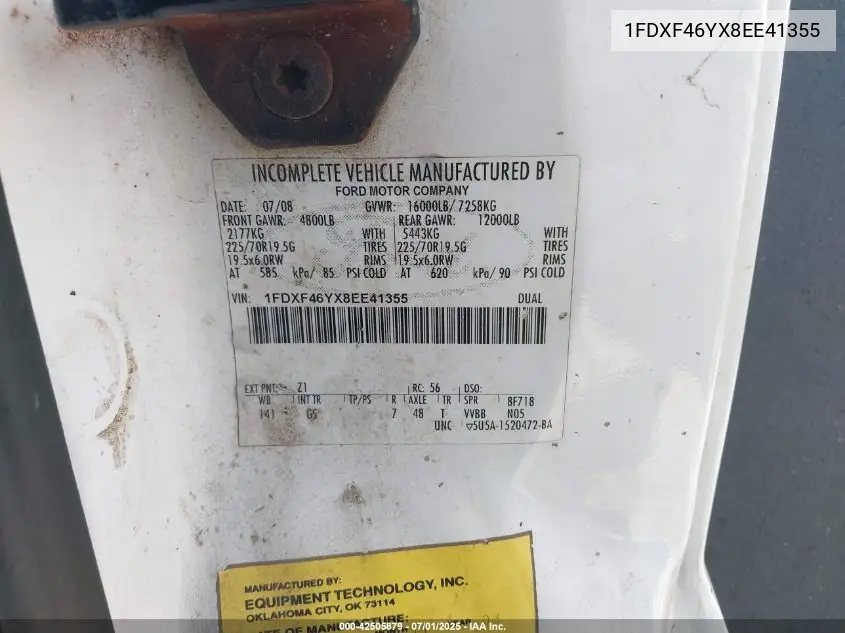 1FDXF46YX8EE41355
INCOMPLETE VEHICLE MANUFACTURED BY
FORD MOTOR COMPANY
DATE: 07/08 GVWR: 16000LB/ 7258KG
FRONT GAWR: 4800LB REAR GAWR: 12000LB
2177KG WITH 5443KG WITH
225/70R19.5G TIRES 225/70R19.5G TIRES
19.5x6.0RW RIMS 19.5x6.0RW RIMS
AT 585 kPa/ 85 PSI COLD AT 620 kPa/ 90 PSI COLD
VIN: 1FDXF46YX8EE41355 DUAL
EXT PNT: Z1 RC: 56 DSO:
WB INT TR TP/PS R AXLE TR SPR 8F718
141 GS 7 48 T VVBB N05
UNC 5U5A-1520472-BA
MANUFACTURED BY:
EQUIPMENT TECHNOLOGY, INC.
OKLAHOMA CITY, OK 73114
DATE OF MANUFACTURE:
000-42505879 - 07/01/2025 - IAA Inc.